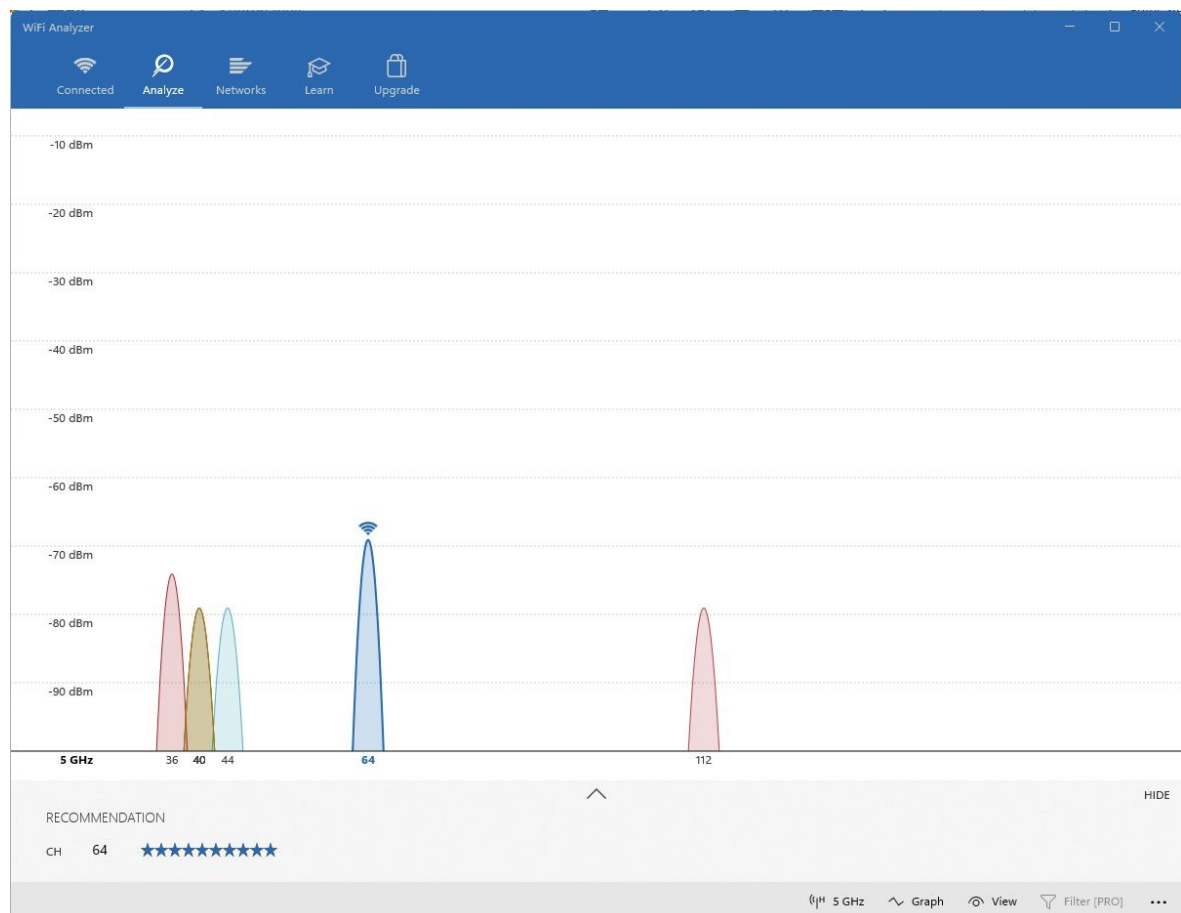 WiFi Analyzer
Connected Analyze Networks Learn Upgrade
-10 dBm
-20 dBm
-30 dBm
-40 dBm
-50 dBm
-60 dBm
-70 dBm
-80 dBm
-90 dBm
5 GHz 36 40 44 64 112
HIDE
RECOMMENDATION
CH 64
5 GHz Graph View Filter [PRO]